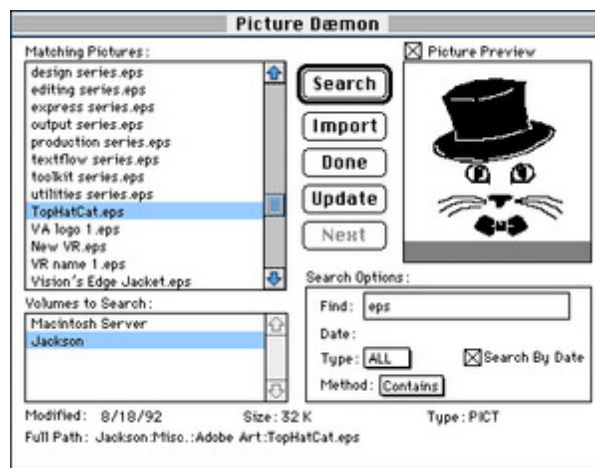 Picture Dæmon
Matching Pictures:
design series.eps
editing series.eps
express series.eps
output series.eps
production series.eps
textflow series.eps
toolkit series.eps
utilities series.eps
TopHatCat.eps
VA logo 1.eps
New VR.eps
VR name 1.eps
Vision's Edge Jacket.eps
Volumes to Search:
Macintosh Server
Jackson
Search
Import
Done
Update
Next
Picture Preview
Search Options:
Find: eps
Date:
Type: ALL
Search By Date
Method: Contains
Modified: 8/18/92 Size: 32 K Type: PICT
Full Path: Jackson:Misc.:Adobe Art:TopHatCat.eps